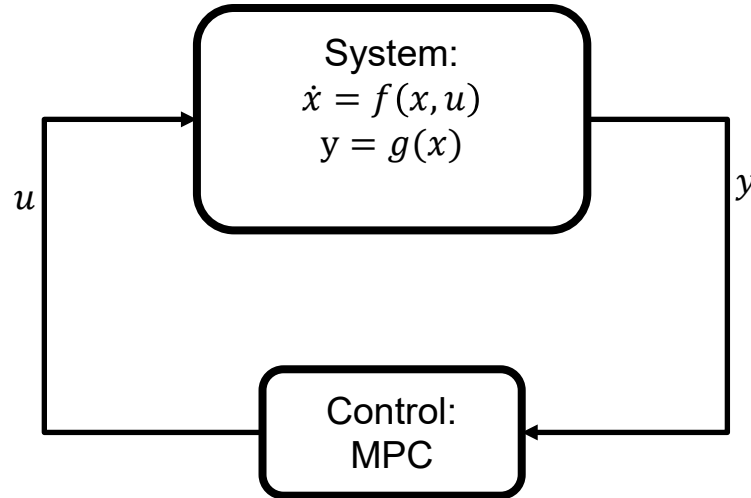 System:
ẋ = f(x, u)
y = g(x)
u
y
Control:
MPC